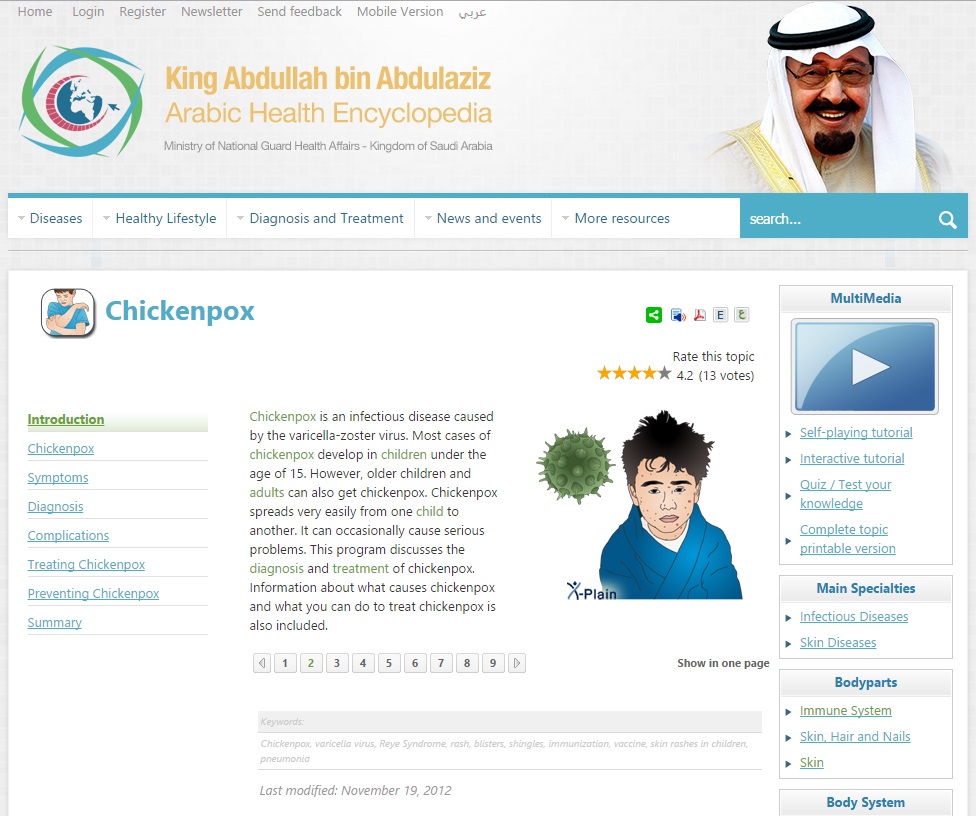 Home Login Register Newsletter Send feedback Mobile Version عربي
King Abdullah bin Abdulaziz
Arabic Health Encyclopedia
Ministry of National Guard Health Affairs - Kingdom of Saudi Arabia
Diseases Healthy Lifestyle Diagnosis and Treatment News and events More resources search...
Chickenpox
E ع
Rate this topic
4.2 (13 votes)
Introduction
Chickenpox
Symptoms
Diagnosis
Complications
Treating Chickenpox
Preventing Chickenpox
Summary
Chickenpox is an infectious disease caused
by the varicella-zoster virus. Most cases of
chickenpox develop in children under the
age of 15. However, older children and
adults can also get chickenpox. Chickenpox
spreads very easily from one child to
another. It can occasionally cause serious
problems. This program discusses the
diagnosis and treatment of chickenpox.
Information about what causes chickenpox
and what you can do to treat chickenpox is
also included.
X-Plain
1 2 3 4 5 6 7 8 9
Show in one page
Keywords:
Chickenpox, varicella virus, Reye Syndrome, rash, blisters, shingles, immunization, vaccine, skin rashes in children,
pneumonia
Last modified: November 19, 2012
MultiMedia
Self-playing tutorial
Interactive tutorial
Quiz / Test your
knowledge
Complete topic
printable version
Main Specialties
Infectious Diseases
Skin Diseases
Bodyparts
Immune System
Skin, Hair and Nails
Skin
Body System